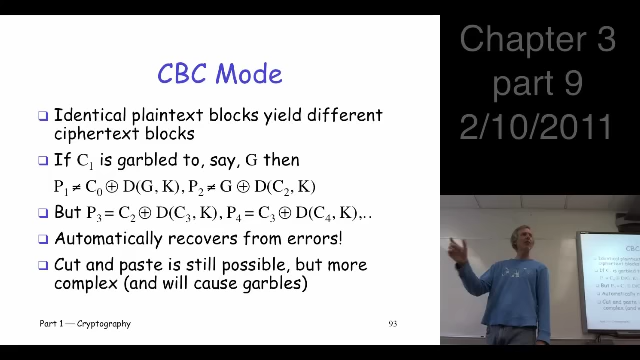 CBC Mode
Identical plaintext blocks yield different
ciphertext blocks
If C₁ is garbled to, say, G then
P₁ ≠ C₀ ⊕ D(G, K), P₂ ≠ G ⊕ D(C₂, K)
But P₃ = C₂ ⊕ D(C₃, K), P₄ = C₃ ⊕ D(C₄, K),..
Automatically recovers from errors!
Cut and paste is still possible, but more
complex (and will cause garbles)
Part 1 — Cryptography
93
Chapter 3
part 9
2/10/2011